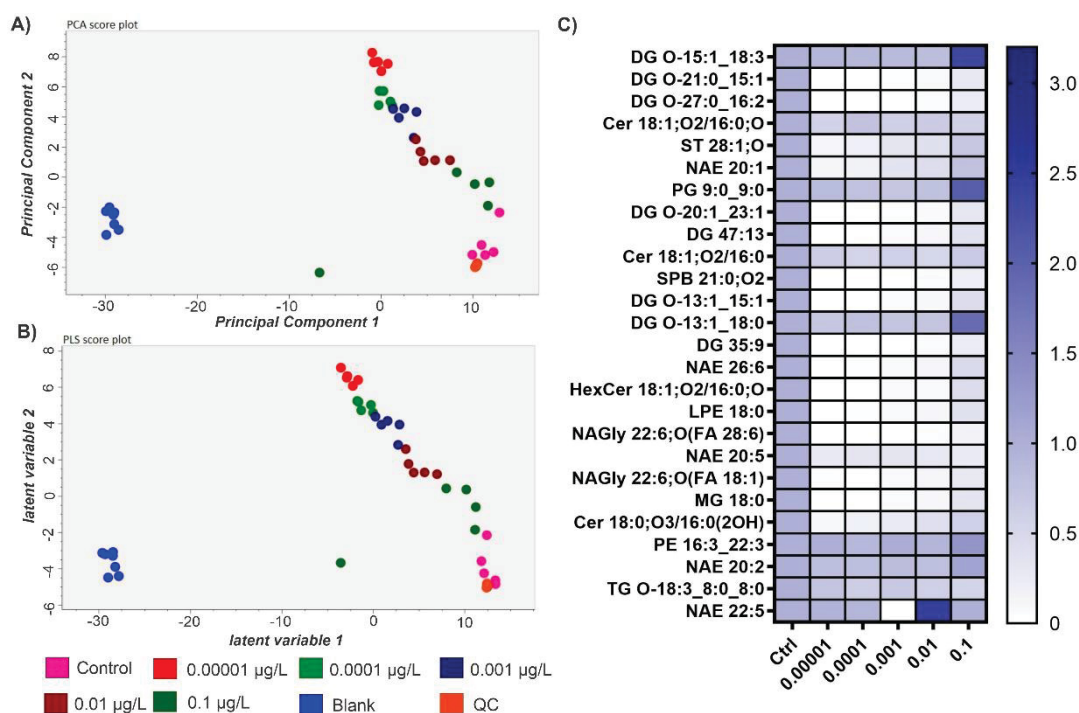 A)
PCA score plot
Principal Component 2
8
6
4
2
0
-2
-4
-6
-30
-20
-10
0
10
Principal Component 1
B)
PLS score plot
latent variable 2
8
6
4
2
0
-2
-4
-6
-30
-20
-10
0
10
latent variable 1
Control
0.00001 µg/L
0.0001 µg/L
0.001 µg/L
0.01 µg/L
0.1 µg/L
Blank
QC
C)
DG O-15:1_18:3
DG O-21:0_15:1
DG O-27:0_16:2
Cer 18:1;O2/16:0;O
ST 28:1;O
NAE 20:1
PG 9:0_9:0
DG O-20:1_23:1
DG 47:13
Cer 18:1;O2/16:0
SPB 21:0;O2
DG O-13:1_15:1
DG O-13:1_18:0
DG 35:9
NAE 26:6
HexCer 18:1;O2/16:0;O
LPE 18:0
NAGly 22:6;O(FA 28:6)
NAE 20:5
NAGly 22:6;O(FA 18:1)
MG 18:0
Cer 18:0;O3/16:0(2OH)
PE 16:3_22:3
NAE 20:2
TG O-18:3_8:0_8:0
NAE 22:5
Ctrl
0.00001
0.0001
0.001
0.01
0.1
3.0
2.5
2.0
1.5
1.0
0.5
0